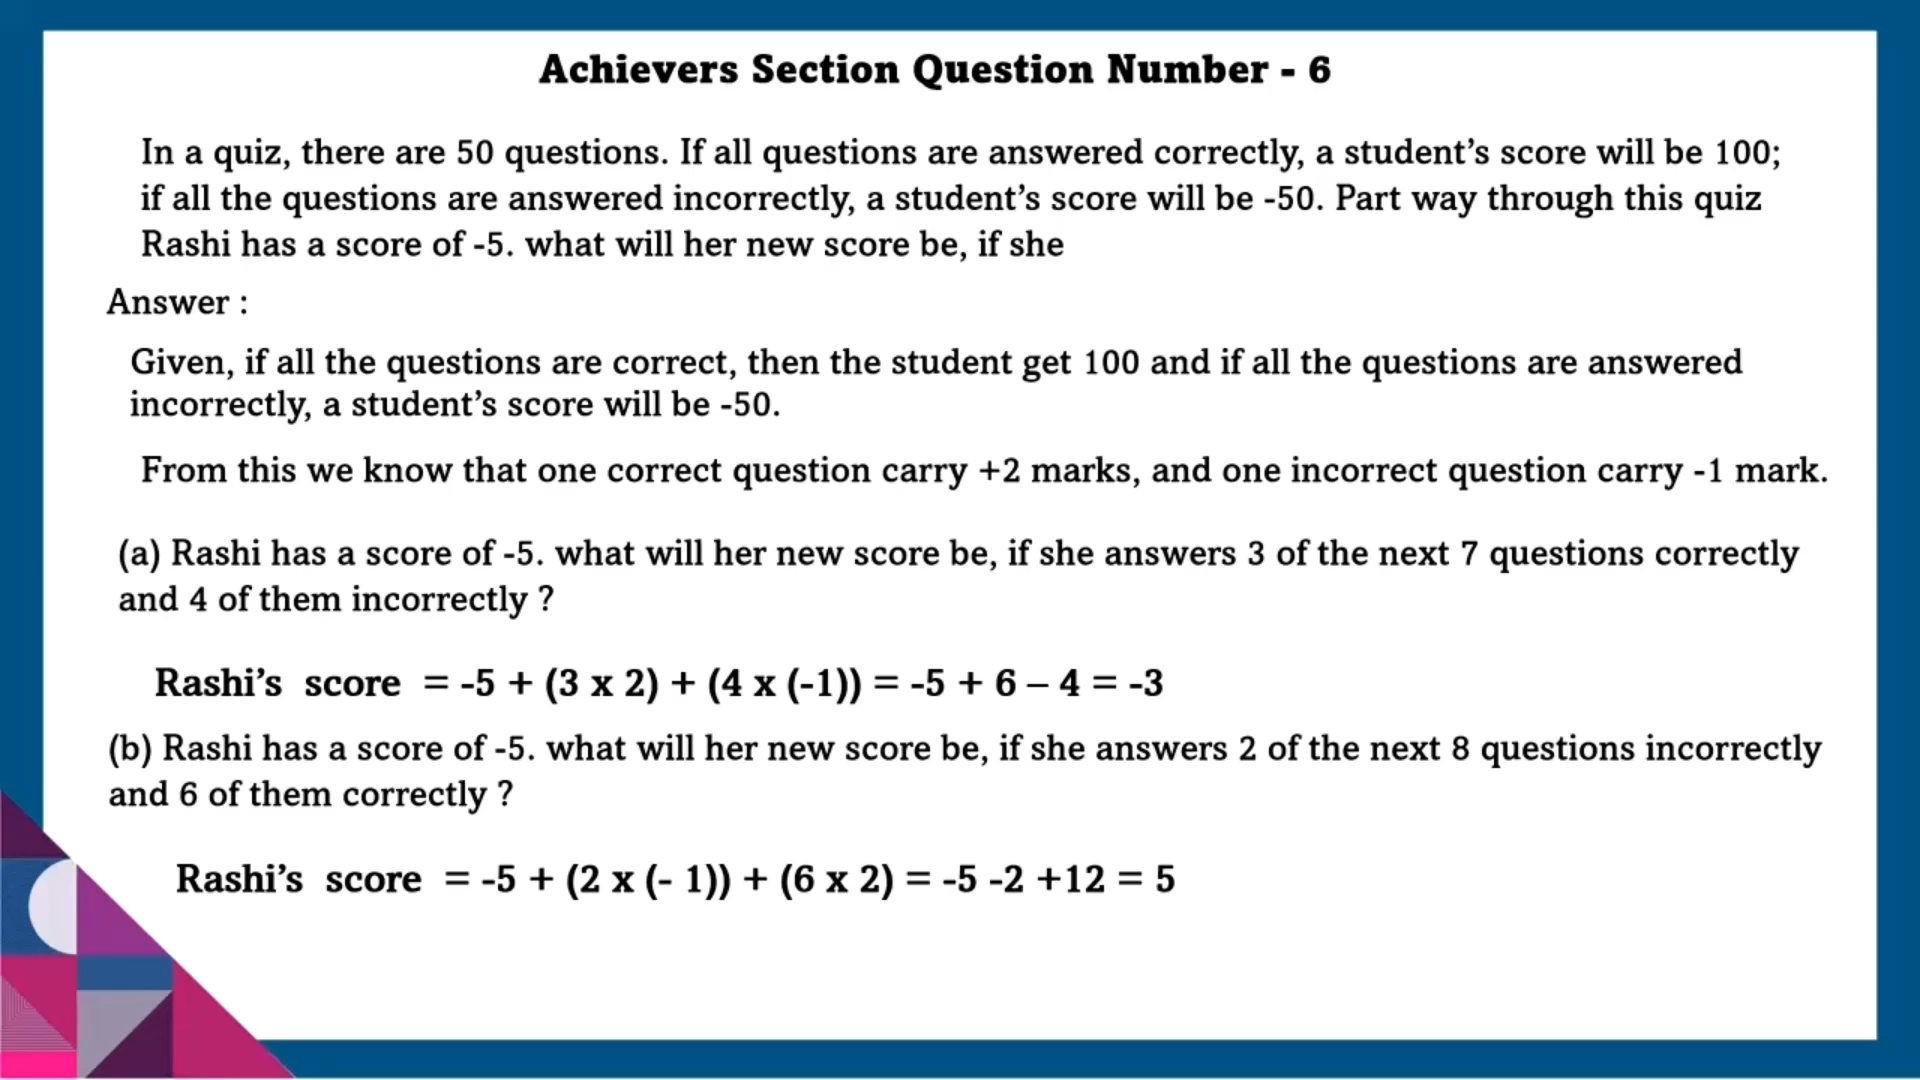 Achievers Section Question Number - 6
In a quiz, there are 50 questions. If all questions are answered correctly, a student’s score will be 100;
if all the questions are answered incorrectly, a student’s score will be -50. Part way through this quiz
Rashi has a score of -5. what will her new score be, if she
Answer :
Given, if all the questions are correct, then the student get 100 and if all the questions are answered
incorrectly, a student’s score will be -50.
From this we know that one correct question carry +2 marks, and one incorrect question carry -1 mark.
(a) Rashi has a score of -5. what will her new score be, if she answers 3 of the next 7 questions correctly
and 4 of them incorrectly ?
Rashi’s score = -5 + (3 x 2) + (4 x (-1)) = -5 + 6 – 4 = -3
(b) Rashi has a score of -5. what will her new score be, if she answers 2 of the next 8 questions incorrectly
and 6 of them correctly ?
Rashi’s score = -5 + (2 x (- 1)) + (6 x 2) = -5 -2 +12 = 5